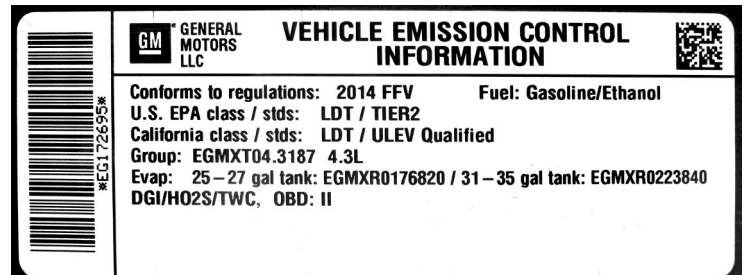 *EG172695*
GM GENERAL MOTORS LLC
VEHICLE EMISSION CONTROL
INFORMATION
Conforms to regulations: 2014 FFV Fuel: Gasoline/Ethanol
U.S. EPA class / stds: LDT / TIER2
California class / stds: LDT / ULEV Qualified
Group: EGMXT04.3187 4.3L
Evap: 25–27 gal tank: EGMXR0176820 / 31–35 gal tank: EGMXR0223840
DGI/HO2S/TWC, OBD: II